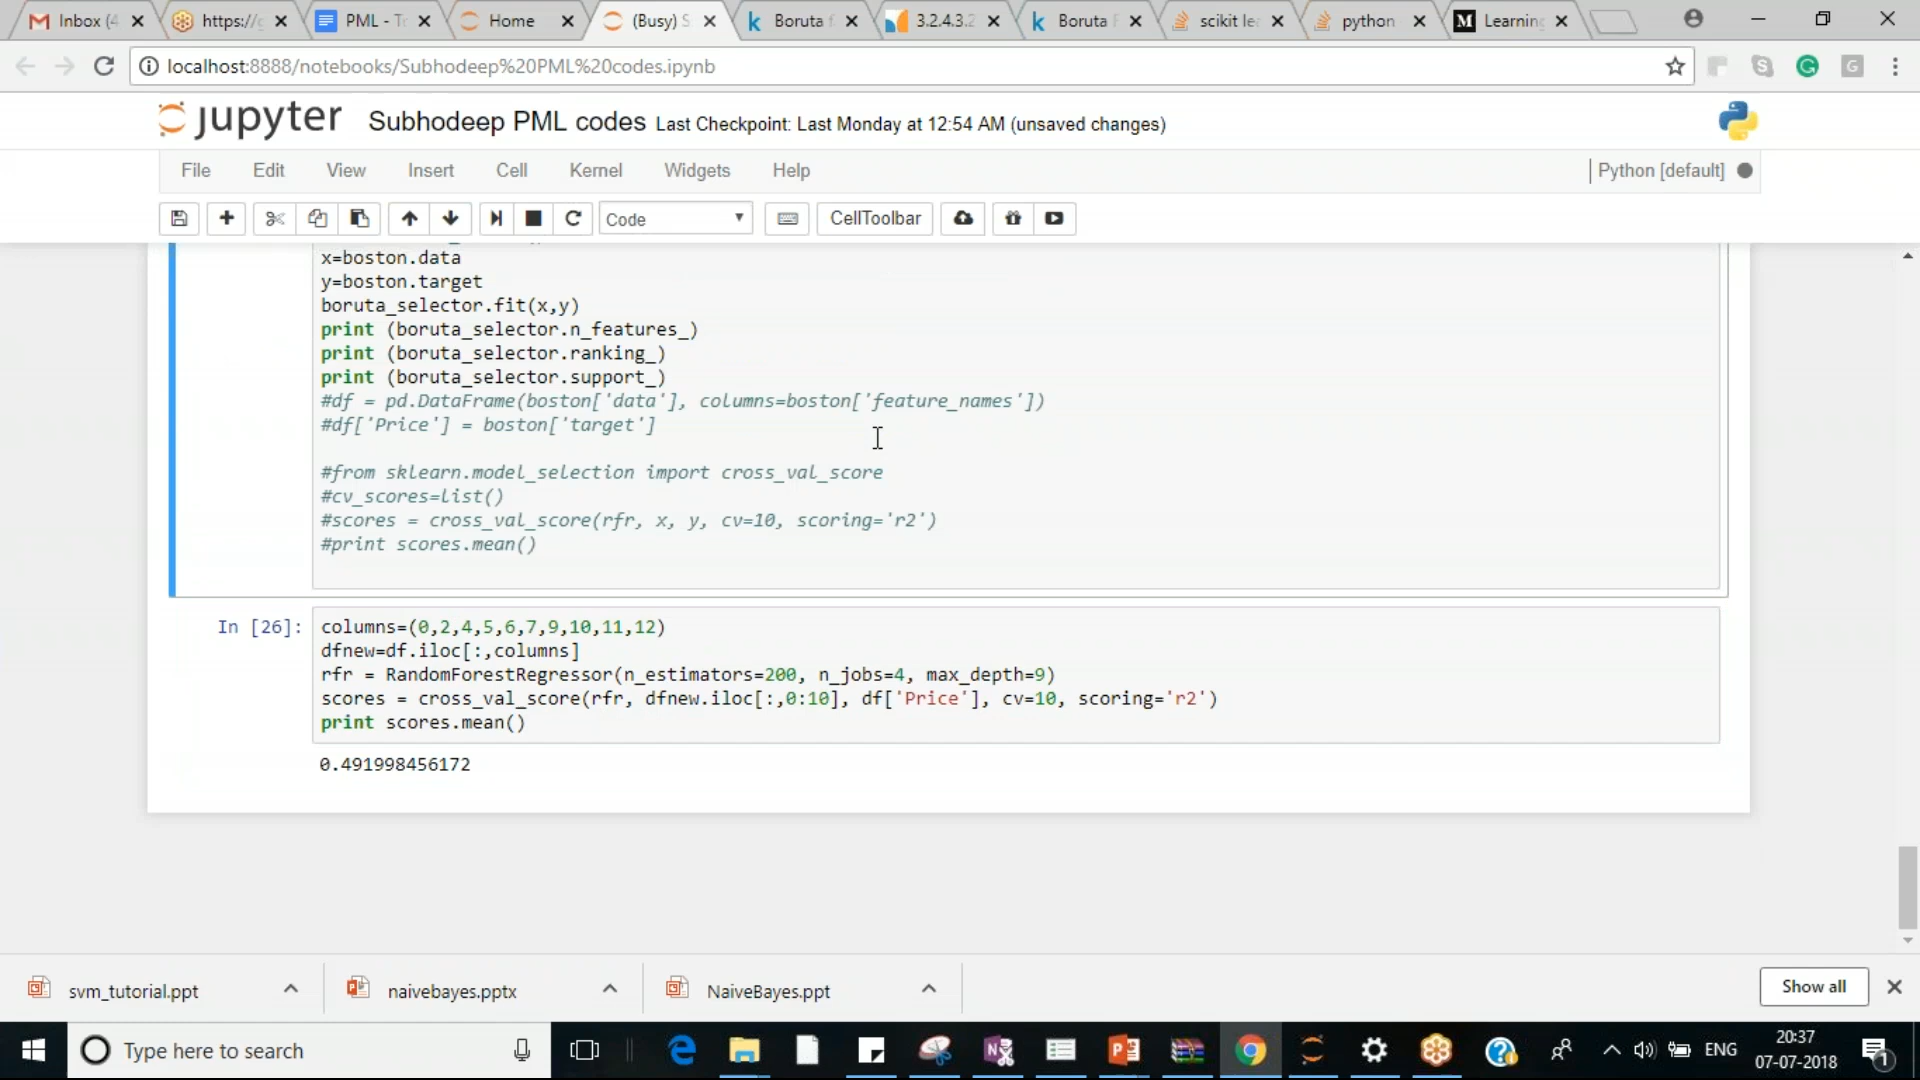 Inbox (4
https://g
PML - To
Home
(Busy) S
Boruta f
3.2.4.3.2
Boruta F
scikit le
python
Learning
localhost:8888/notebooks/Subhodeep%20PML%20codes.ipynb
jupyter Subhodeep PML codes Last Checkpoint: Last Monday at 12:54 AM (unsaved changes)
File Edit View Insert Cell Kernel Widgets Help Python [default]
Code CellToolbar
x=boston.data
y=boston.target
boruta_selector.fit(x,y)
print (boruta_selector.n_features_)
print (boruta_selector.ranking_)
print (boruta_selector.support_)
#df = pd.DataFrame(boston['data'], columns=boston['feature_names'])
#df['Price'] = boston['target']
#from sklearn.model_selection import cross_val_score
#cv_scores=list()
#scores = cross_val_score(rfr, x, y, cv=10, scoring='r2')
#print scores.mean()
In [26]: columns=(0,2,4,5,6,7,9,10,11,12)
dfnew=df.iloc[:,columns]
rfr = RandomForestRegressor(n_estimators=200, n_jobs=4, max_depth=9)
scores = cross_val_score(rfr, dfnew.iloc[:,0:10], df['Price'], cv=10, scoring='r2')
print scores.mean()
0.491998456172
svm_tutorial.ppt
naivebayes.pptx
NaiveBayes.ppt
Show all
Type here to search
ENG
20:37
07-07-2018
1